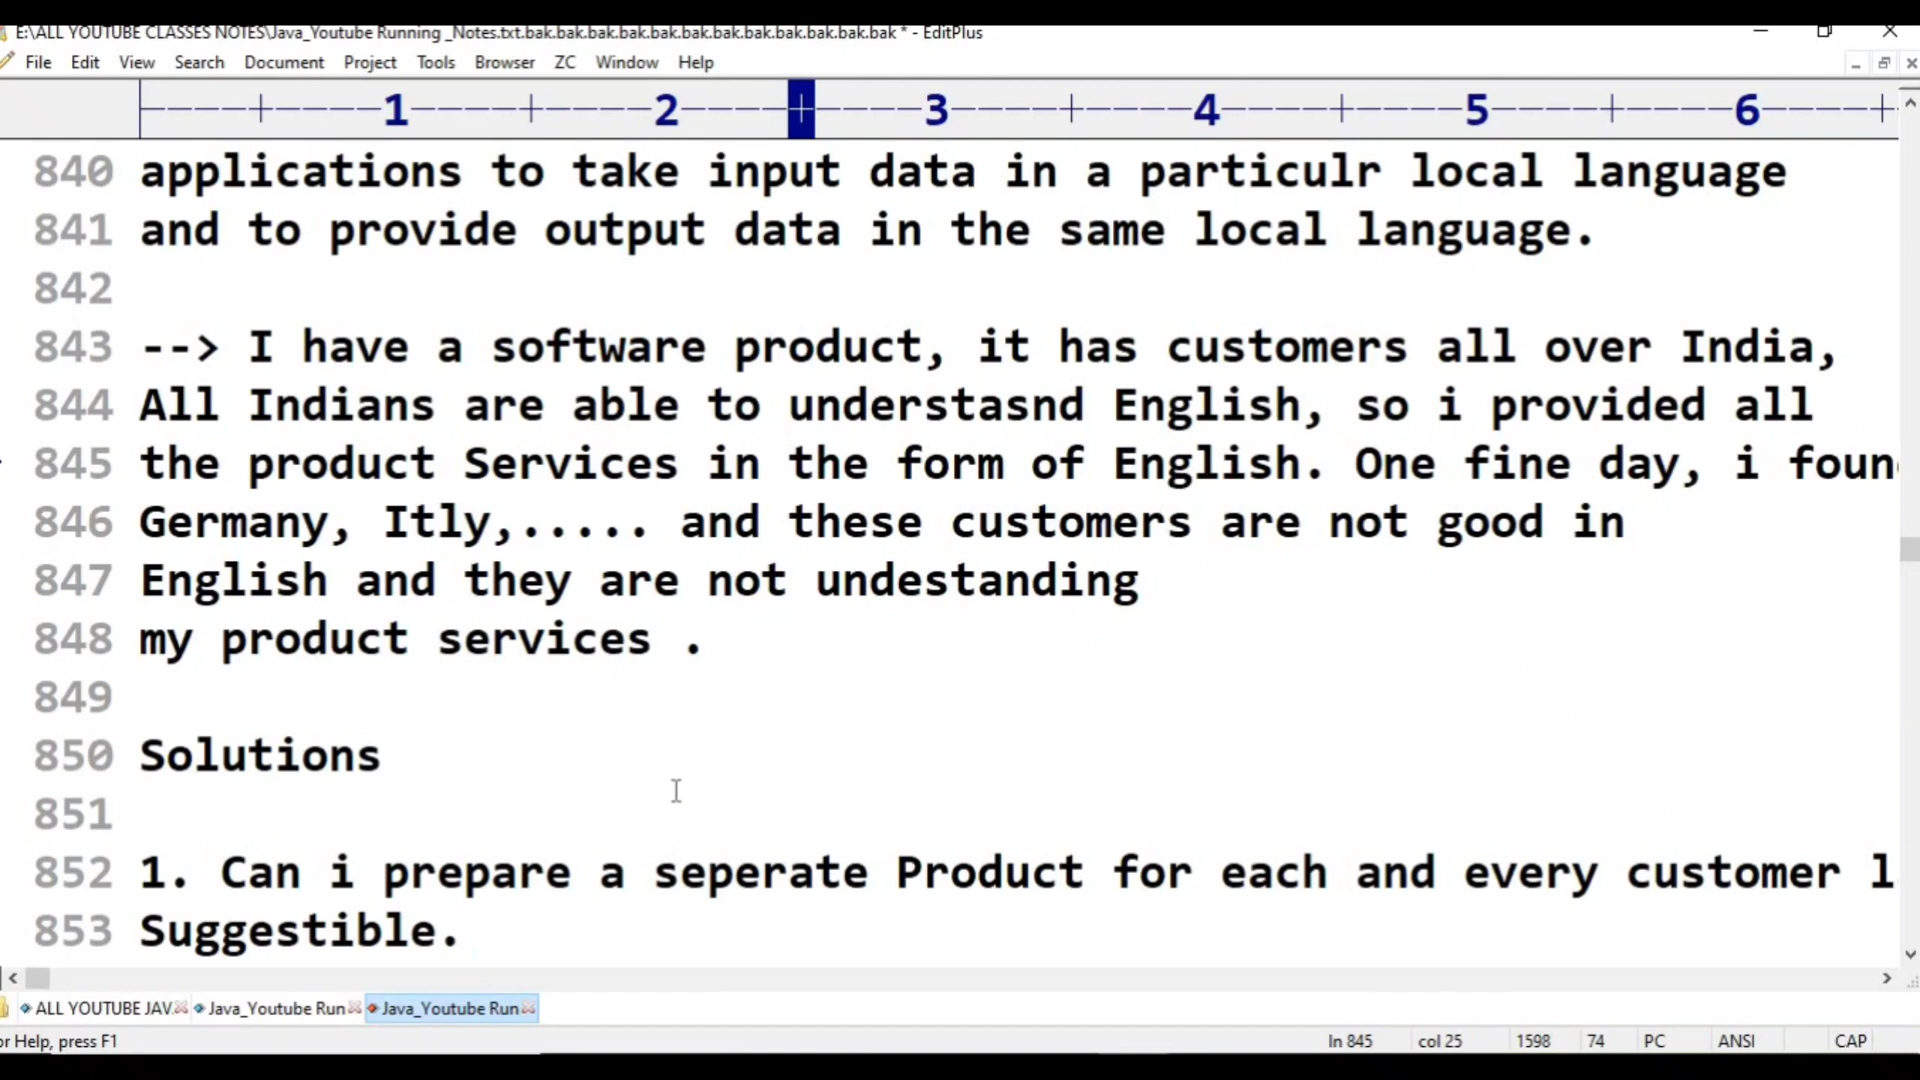 E:\ALL YOUTUBE CLASSES NOTES\Java_Youtube Running _Notes.txt.bak.bak.bak.bak.bak.bak.bak.bak.bak.bak.bak.bak * - EditPlus
File Edit View Search Document Project Tools Browser ZC Window Help
1 2 3 4 5 6
840 applications to take input data in a particulr local language
841 and to provide output data in the same local language.
842
843 --> I have a software product, it has customers all over India,
844 All Indians are able to understasnd English, so i provided all
845 the product Services in the form of English. One fine day, i foun
846 Germany, Itly,..... and these customers are not good in
847 English and they are not undestanding
848 my product services .
849
850 Solutions
851
852 1. Can i prepare a seperate Product for each and every customer l
853 Suggestible.
ALL YOUTUBE JAV Java_Youtube Run Java_Youtube Run
or Help, press F1 ln 845 col 25 1598 74 PC ANSI CAP